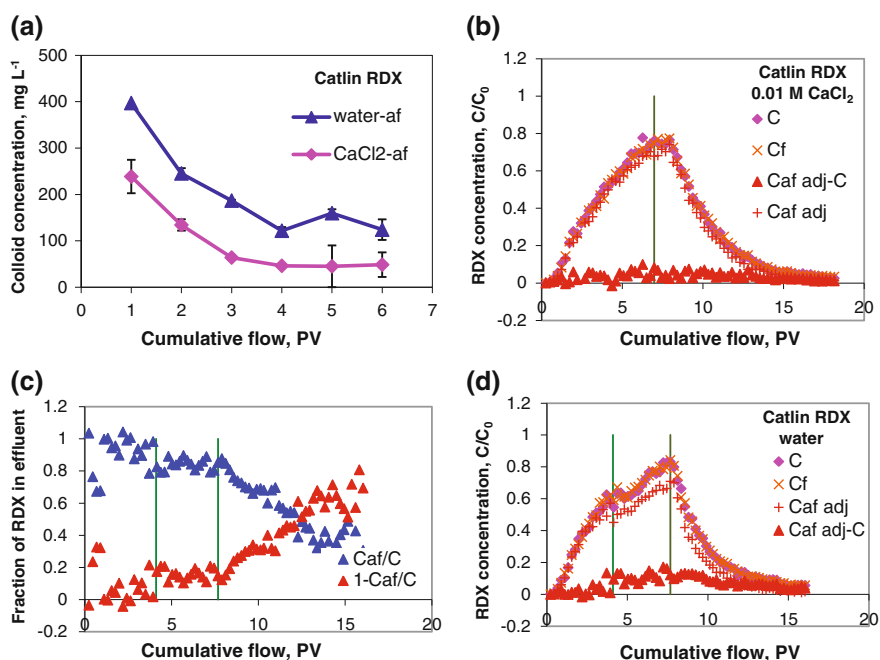 (a)
Colloid concentration, mg L-1
500
400
300
200
100
0
0 1 2 3 4 5 6 7
Cumulative flow, PV
Catlin RDX
water-af
CaCl2-af
(b)
RDX concentration, C/C0
1.2
1
0.8
0.6
0.4
0.2
0
-0.2
0 5 10 15 20
Cumulative flow, PV
Catlin RDX
0.01 M CaCl2
C
Cf
Caf adj-C
Caf adj
(c)
Fraction of RDX in effluent
1.2
1
0.8
0.6
0.4
0.2
0
-0.2
0 5 10 15 20
Cumulative flow, PV
Caf/C
1-Caf/C
(d)
RDX concentration, C/C0
1.2
1
0.8
0.6
0.4
0.2
0
-0.2
0 5 10 15 20
Cumulative flow, PV
Catlin RDX
water
C
Cf
Caf adj
Caf adj-C